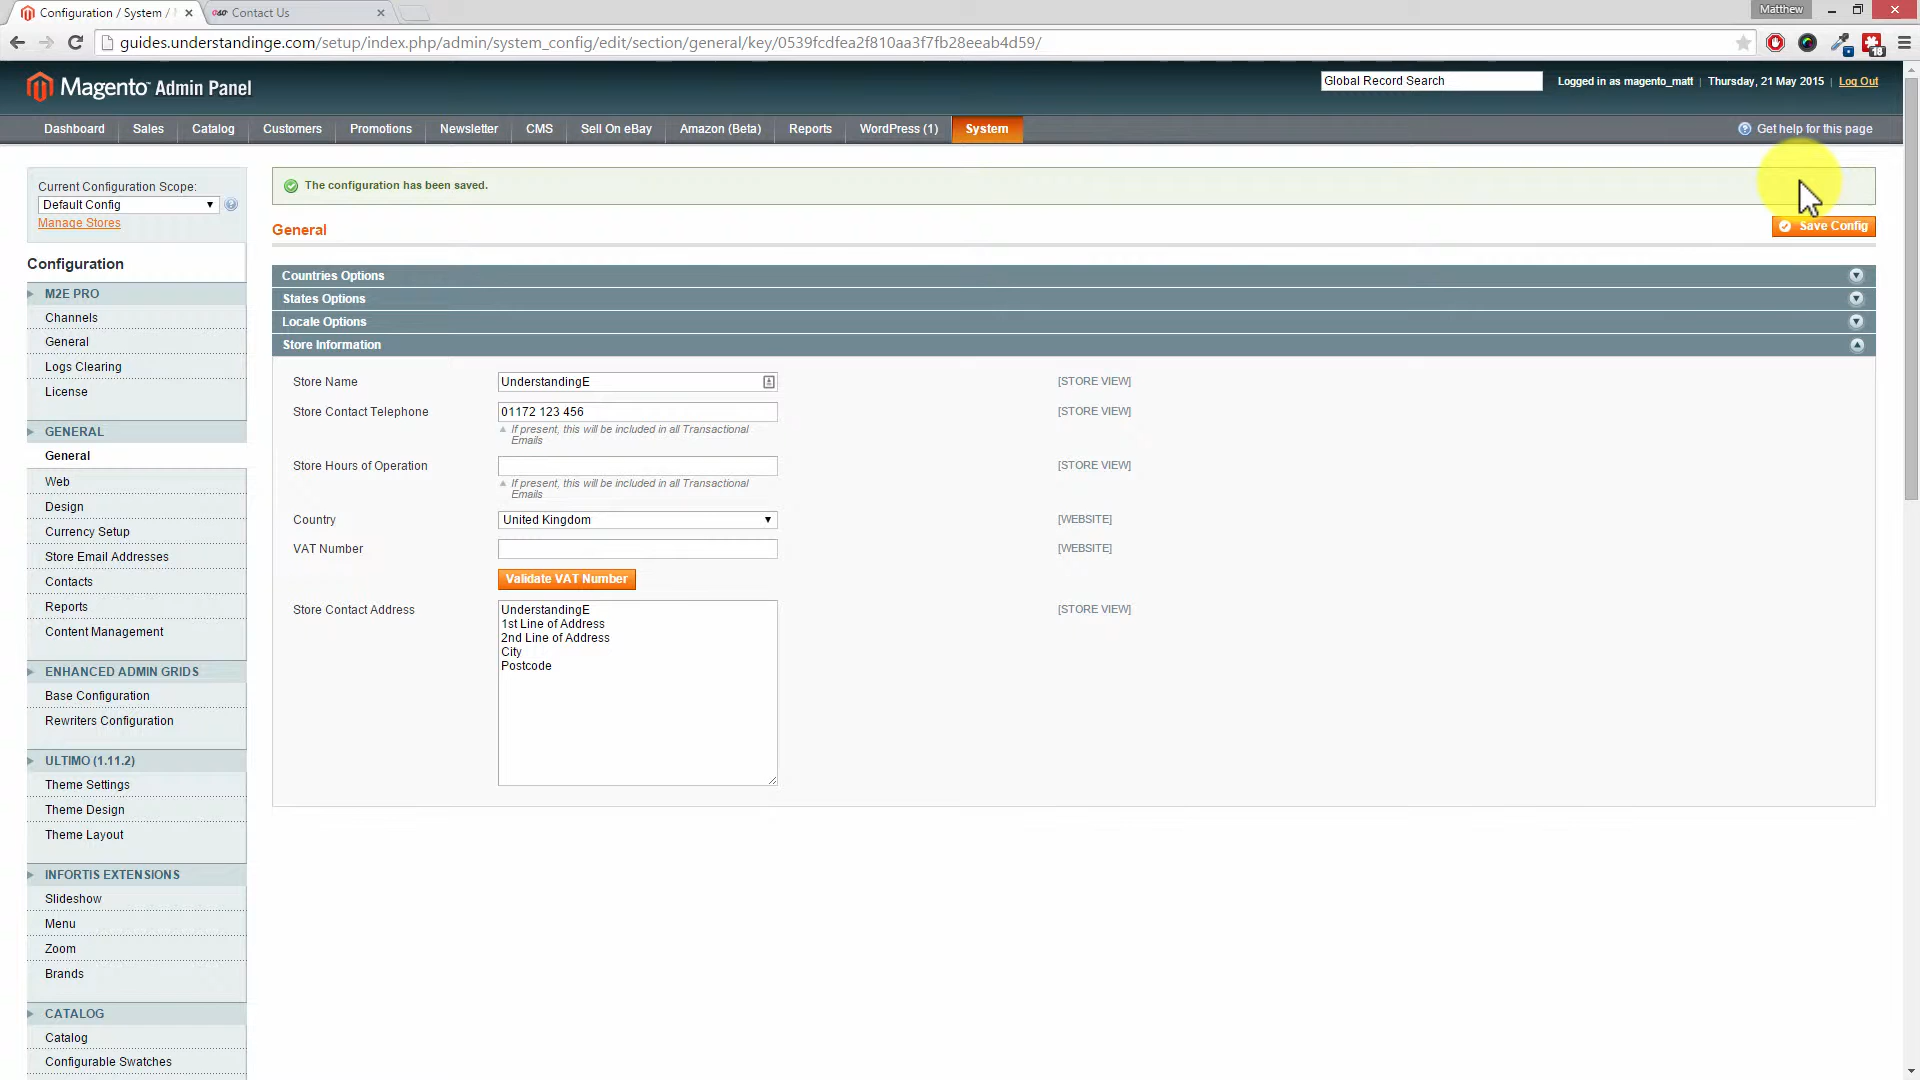 Configuration / System /
Contact Us
Matthew
guides.understandinge.com/setup/index.php/admin/system_config/edit/section/general/key/0539fcdfea2f810aa3f7fb28eeab4d59/
18
Magento™ Admin Panel
Global Record Search
Logged in as magento_matt | Thursday, 21 May 2015 | Log Out
Dashboard Sales Catalog Customers Promotions Newsletter CMS Sell On eBay Amazon (Beta) Reports WordPress (1) System
Get help for this page
Current Configuration Scope:
Default Config
Manage Stores
Configuration
M2E PRO
Channels
General
Logs Clearing
License
GENERAL
General
Web
Design
Currency Setup
Store Email Addresses
Contacts
Reports
Content Management
ENHANCED ADMIN GRIDS
Base Configuration
Rewriters Configuration
ULTIMO (1.11.2)
Theme Settings
Theme Design
Theme Layout
INFORTIS EXTENSIONS
Slideshow
Menu
Zoom
Brands
CATALOG
Catalog
Configurable Swatches
The configuration has been saved.
General
Save Config
Countries Options
States Options
Locale Options
Store Information
Store Name UnderstandingE [STORE VIEW]
Store Contact Telephone 01172 123 456 [STORE VIEW]
If present, this will be included in all Transactional
Emails
Store Hours of Operation [STORE VIEW]
If present, this will be included in all Transactional
Emails
Country United Kingdom [WEBSITE]
VAT Number [WEBSITE]
Validate VAT Number
Store Contact Address UnderstandingE [STORE VIEW]
1st Line of Address
2nd Line of Address
City
Postcode